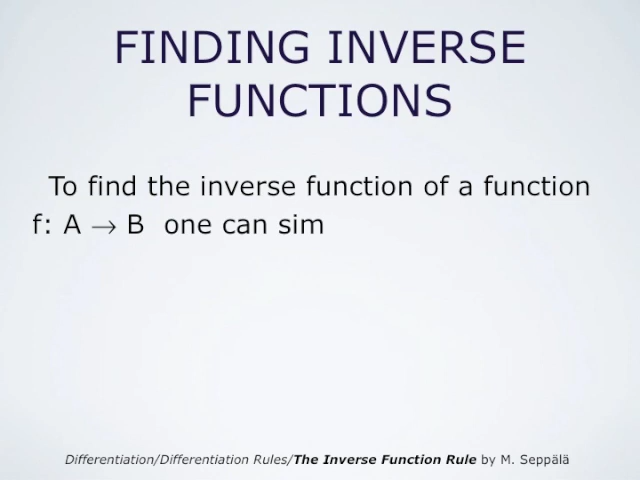 FINDING INVERSE
FUNCTIONS
To find the inverse function of a function
f: A → B one can sim
Differentiation/Differentiation Rules/The Inverse Function Rule by M. Seppälä